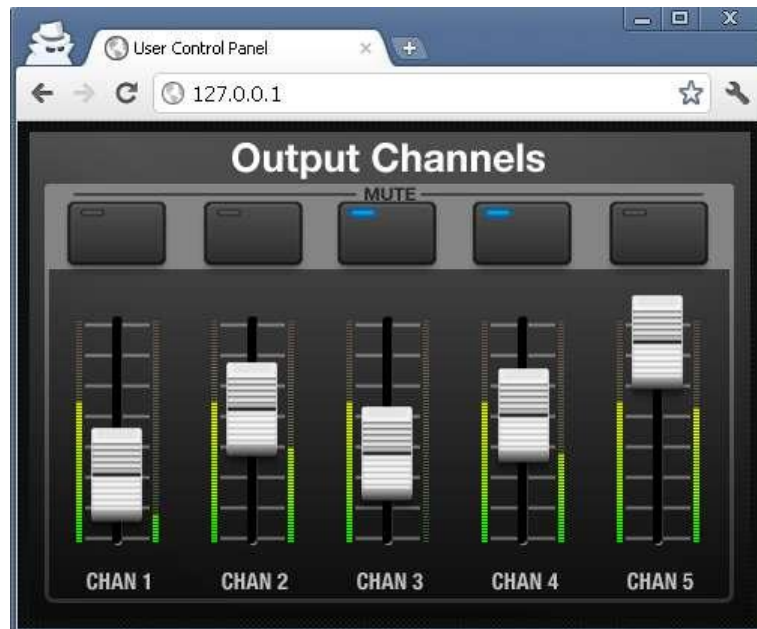 User Control Panel
127.0.0.1
Output Channels
MUTE
CHAN 1 CHAN 2 CHAN 3 CHAN 4 CHAN 5